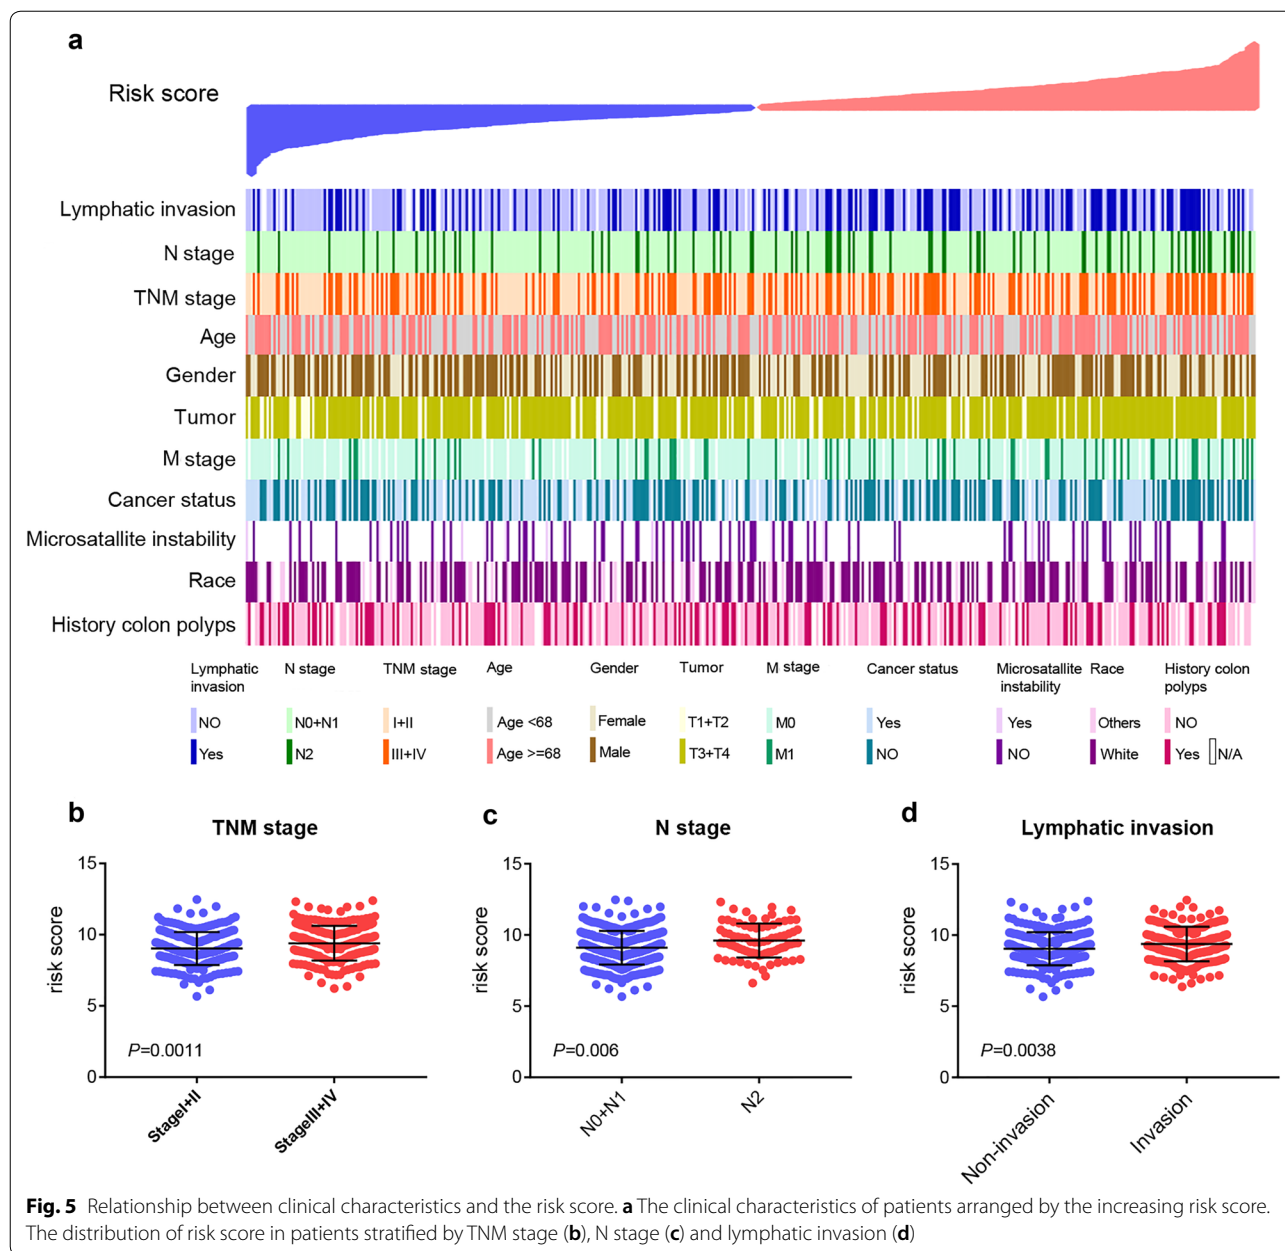 a
Risk score
Lymphatic invasion
N stage
TNM stage
Age
Gender
Tumor
M stage
Cancer status
Microsatallite instability
Race
History colon polyps
Lymphatic invasion
NO
Yes
N stage
N0+N1
N2
TNM stage
I+II
III+IV
Age
Age <68
Age >=68
Gender
Female
Male
Tumor
T1+T2
T3+T4
M stage
M0
M1
Cancer status
Yes
NO
Microsatallite instability
Yes
NO
Race
Others
White
History colon polyps
NO
Yes
N/A
b
TNM stage
risk score
15
10
5
0
P=0.0011
StageI+II
StageIII+IV
c
N stage
risk score
15
10
5
0
P=0.006
N0+N1
N2
d
Lymphatic invasion
risk score
15
10
5
0
P=0.0038
Non-invasion
Invasion
Fig. 5 Relationship between clinical characteristics and the risk score. a The clinical characteristics of patients arranged by the increasing risk score.
The distribution of risk score in patients stratified by TNM stage (b), N stage (c) and lymphatic invasion (d)